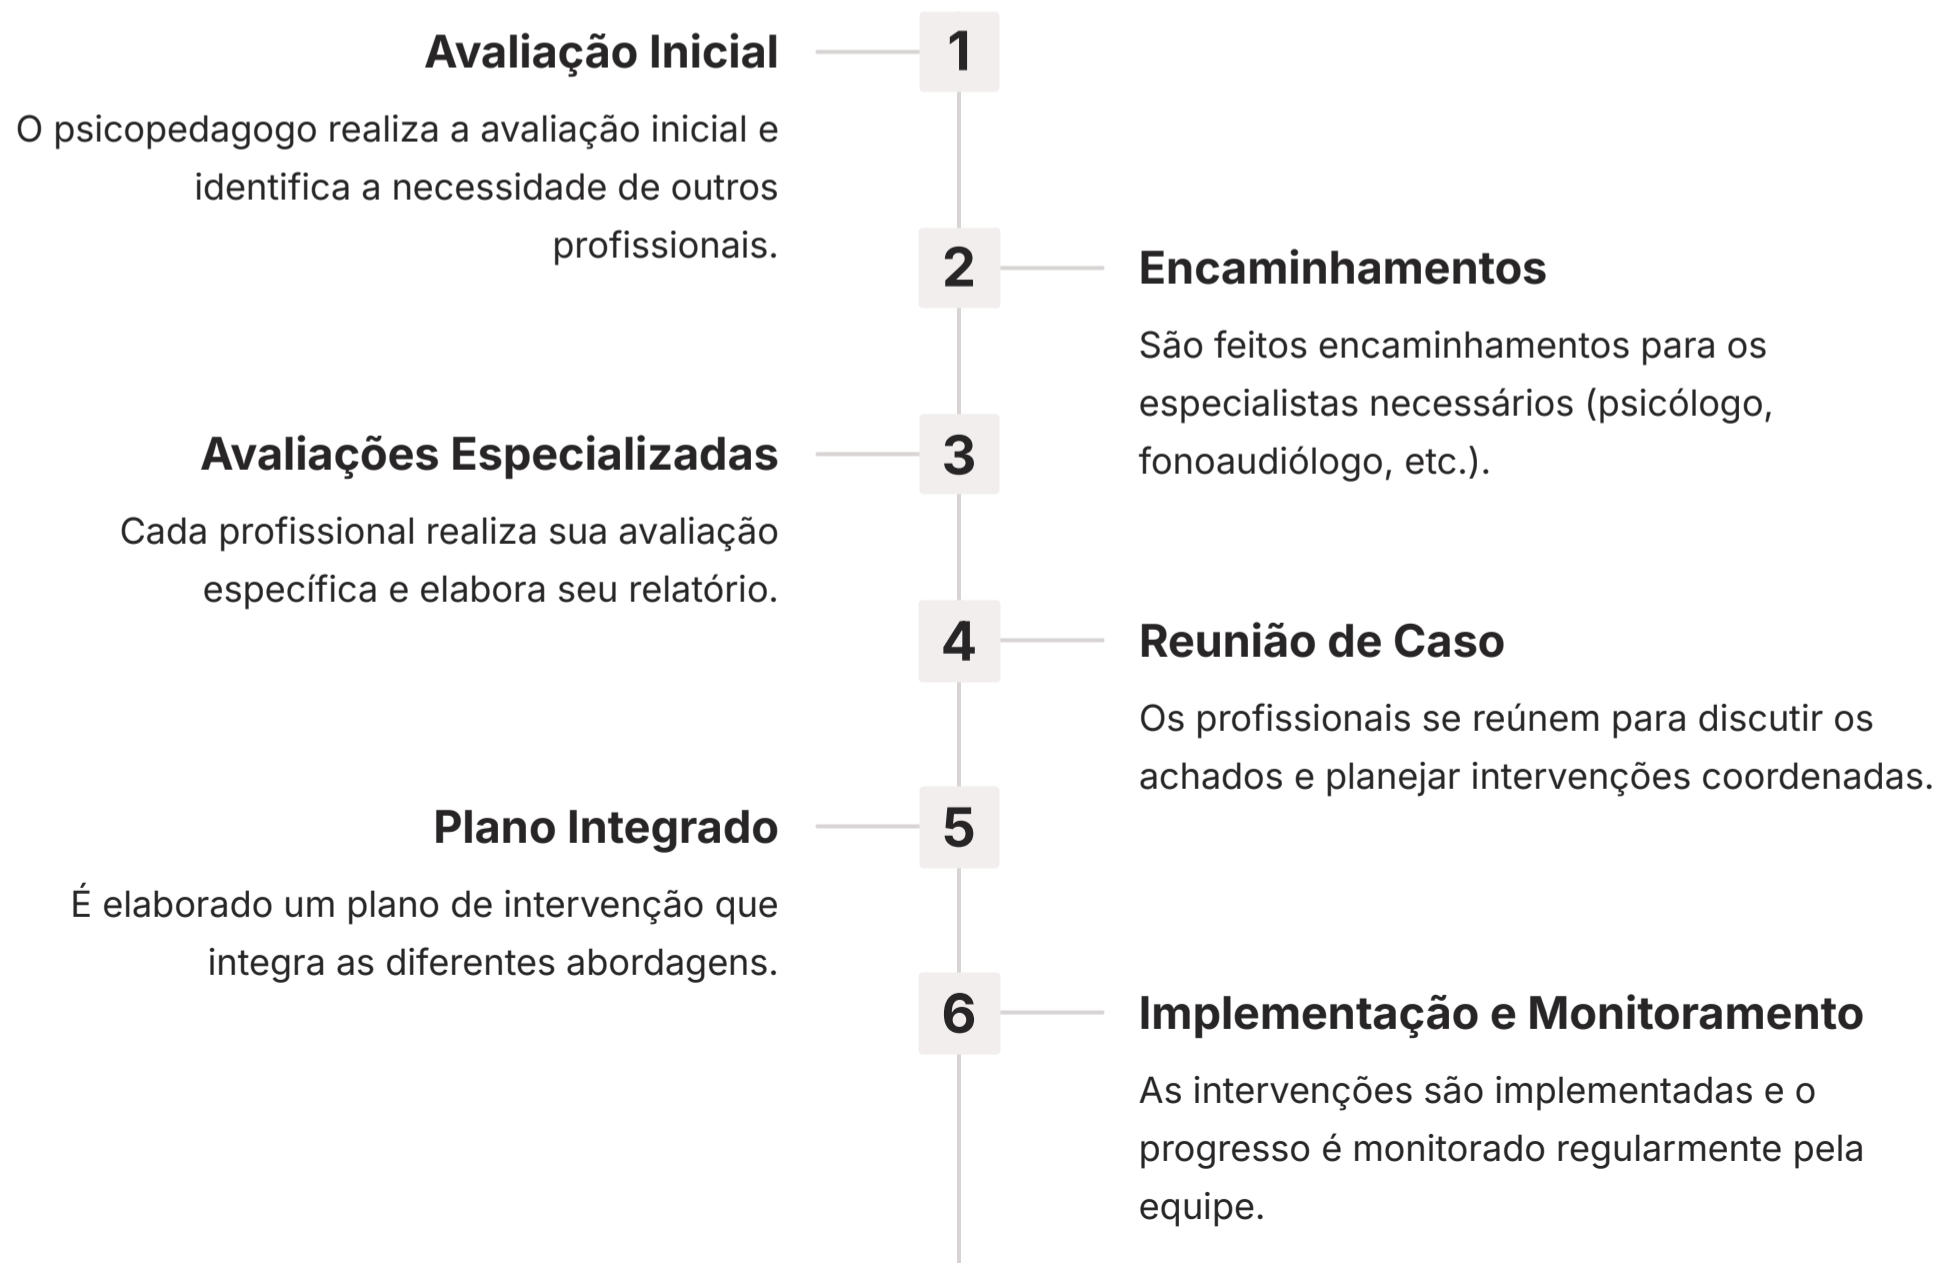 Avaliação Inicial
1
O psicopedagogo realiza a avaliação inicial e
identifica a necessidade de outros
profissionais.
2
Encaminhamentos
São feitos encaminhamentos para os
especialistas necessários (psicólogo,
fonoaudiólogo, etc.).
Avaliações Especializadas
3
Cada profissional realiza sua avaliação
específica e elabora seu relatório.
4
Reunião de Caso
Os profissionais se reúnem para discutir os
achados e planejar intervenções coordenadas.
Plano Integrado
5
É elaborado um plano de intervenção que
integra as diferentes abordagens.
6
Implementação e Monitoramento
As intervenções são implementadas e o
progresso é monitorado regularmente pela
equipe.